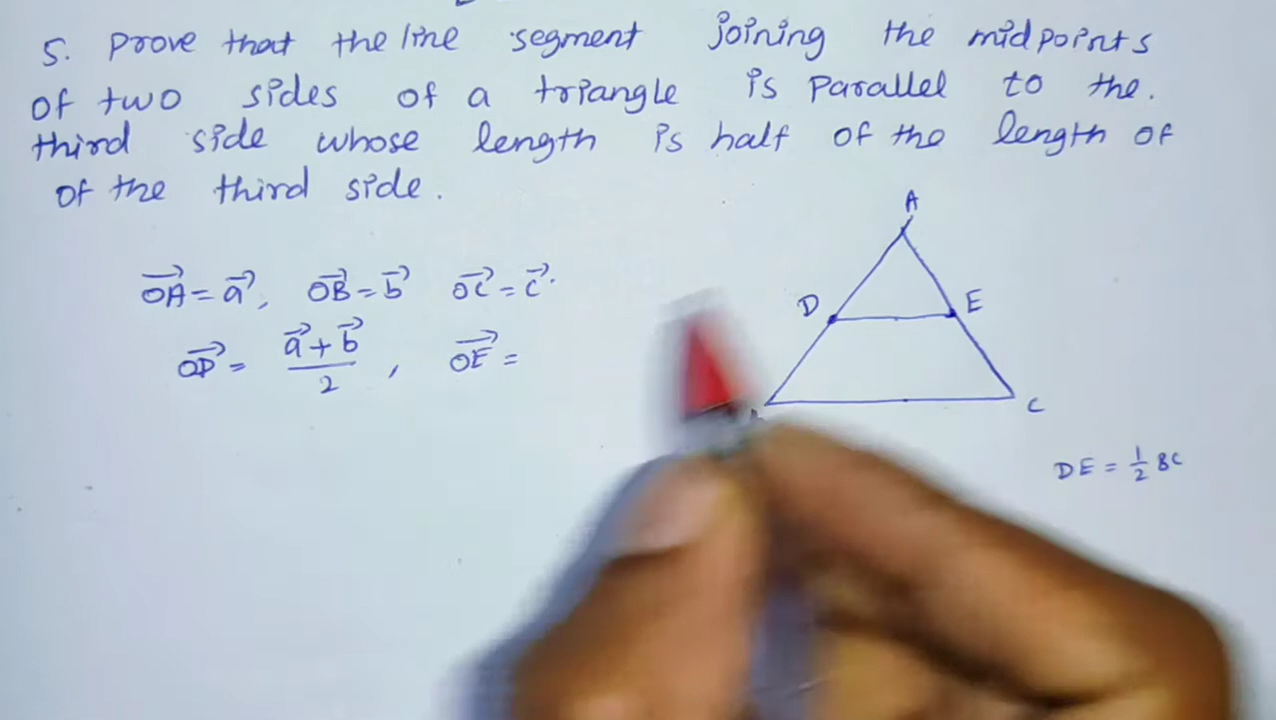 5. Prove that the line segment joining the midpoints
of two sides of a triangle is parallel to the.
third side whose length is half of the length of
of the third side.
A
OA⃗ = a⃗, OB⃗ = b⃗ OC⃗ = c⃗.
D E
OD⃗ = (a⃗ + b⃗)/2, OE⃗ =
C
DE = 1/2 BC